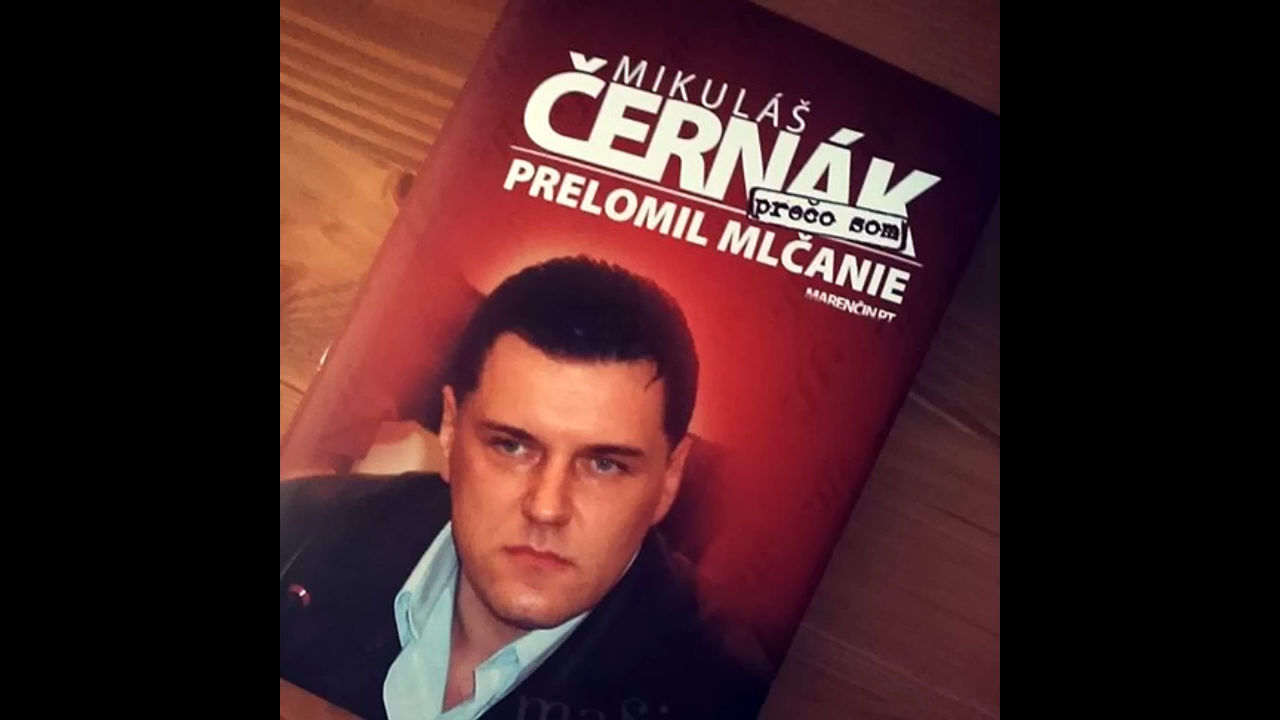 MIKULÁŠ
ČERNÁK
prečo som
PRELOMIL MLČANIE
MARENČIN PT